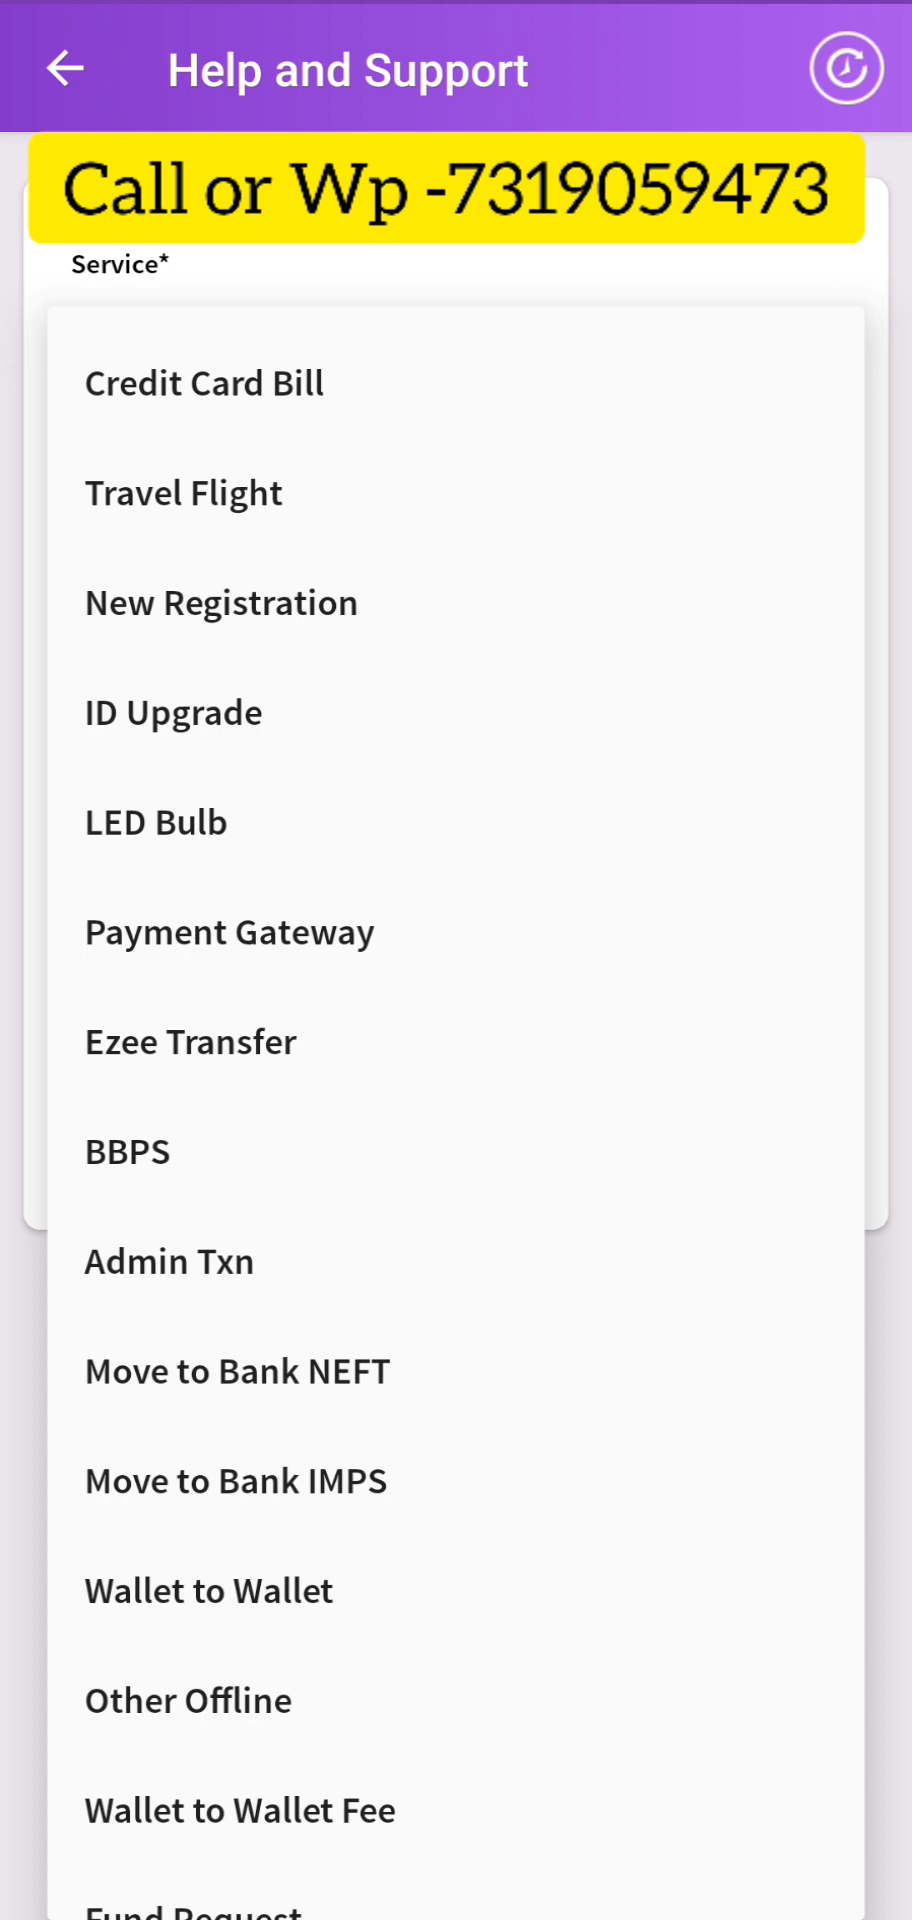 Help and Support
Call or Wp -7319059473
Service*
Credit Card Bill
Travel Flight
New Registration
ID Upgrade
LED Bulb
Payment Gateway
Ezee Transfer
BBPS
Admin Txn
Move to Bank NEFT
Move to Bank IMPS
Wallet to Wallet
Other Offline
Wallet to Wallet Fee
Fund Request